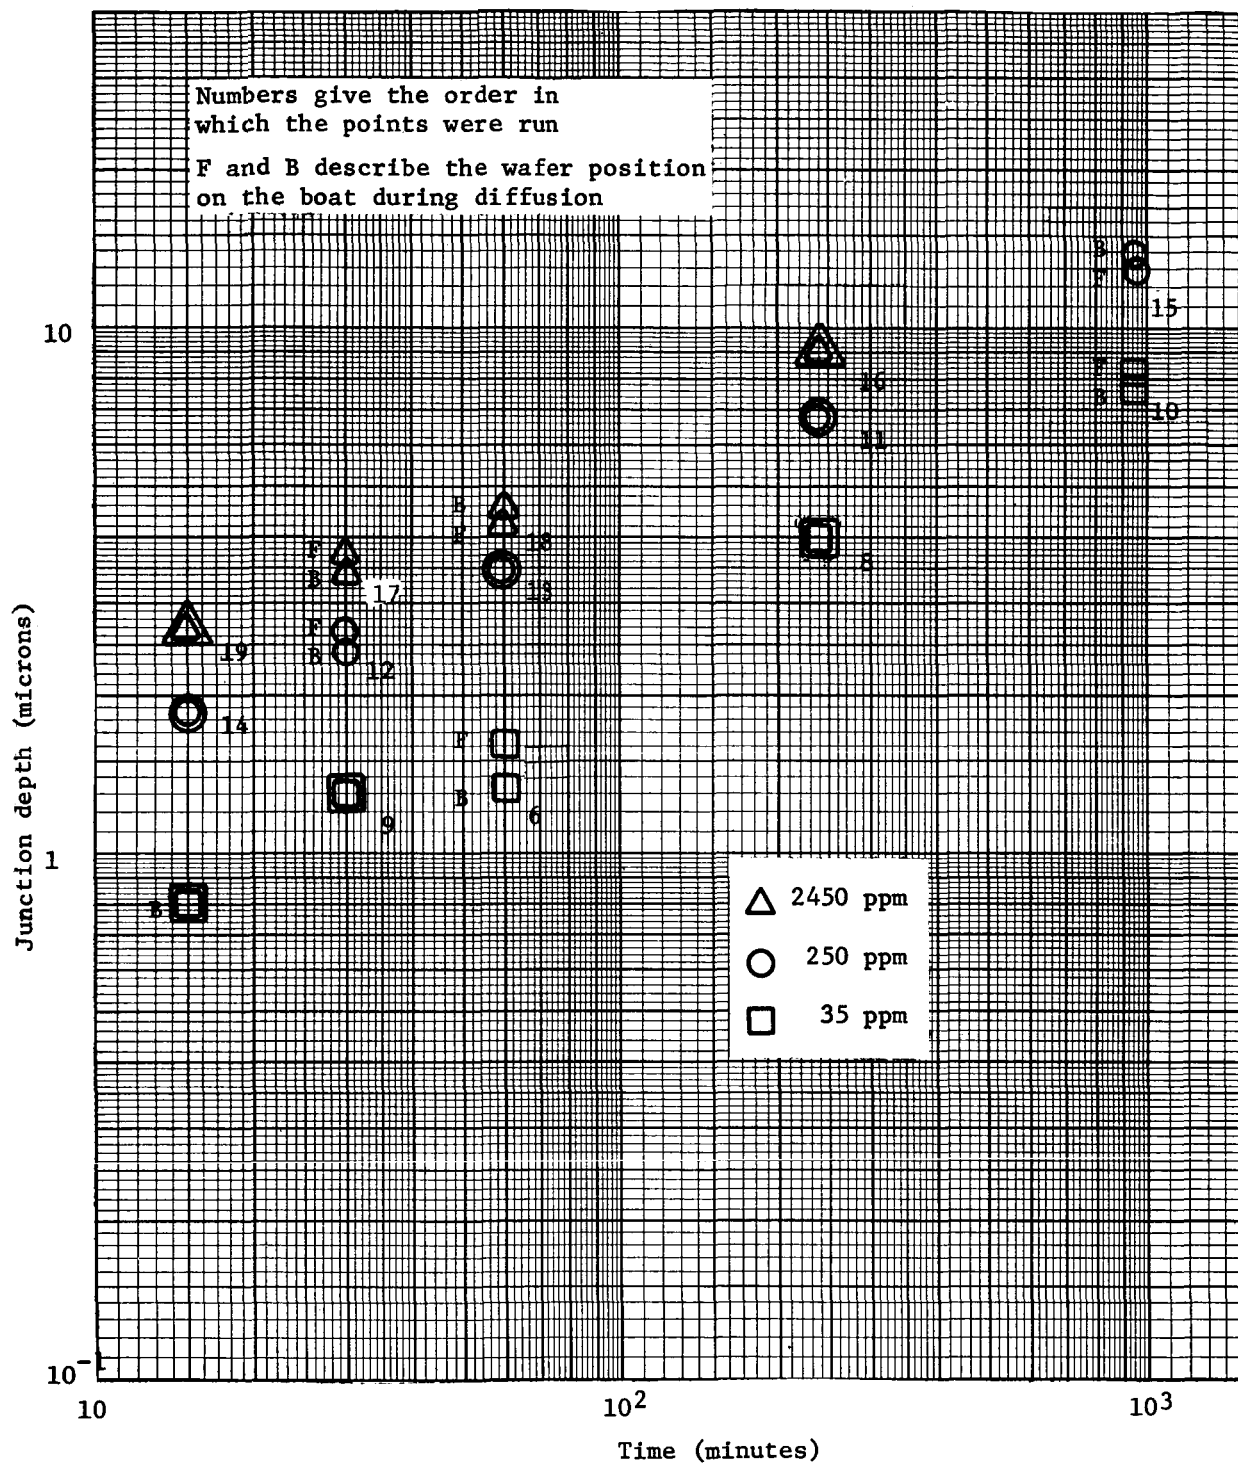 Numbers give the order in
which the points were run
F and B describe the wafer position
on the boat during diffusion
B
F
15
10
16
F
B
10
11
B
F
18
F
B
17
8
13
F
B
12
19
14
F
B
6
9
1
B
2450 ppm
250 ppm
35 ppm
10⁻¹
10
10²
10³
Junction depth (microns)
Time (minutes)